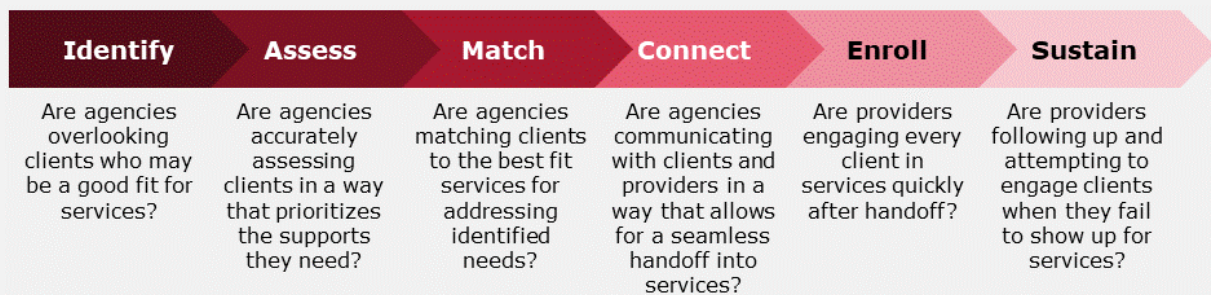 Identify
Assess
Match
Connect
Enroll
Sustain
Are agencies
overlooking
clients who may
be a good fit for
services?
Are agencies
accurately
assessing
clients in a way
that prioritizes
the supports
they need?
Are agencies
matching clients
to the best fit
services for
addressing
identified
needs?
Are agencies
communicating
with clients and
providers in a
way that allows
for a seamless
handoff into
services?
Are providers
engaging every
client in
services quickly
after handoff?
Are providers
following up and
attempting to
engage clients
when they fail
to show up for
services?